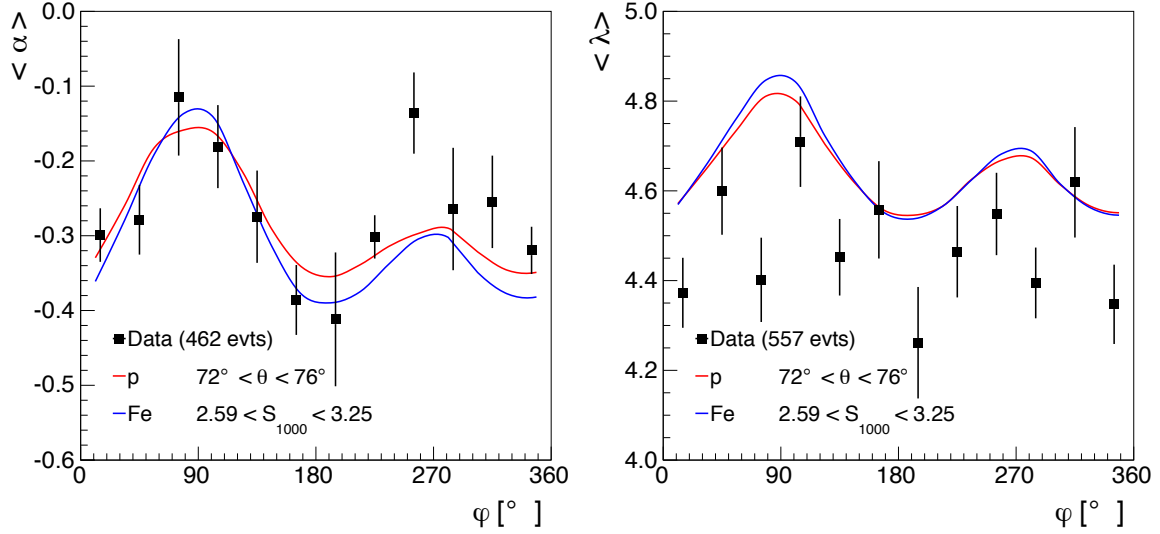 < α >
0.0
-0.1
-0.2
-0.3
-0.4
-0.5
-0.6
Data (462 evts)
p 72° < θ < 76°
Fe 2.59 < S1000 < 3.25
0 90 180 270 360
φ [° ]
< λ >
5.0
4.8
4.6
4.4
4.2
4.0
Data (557 evts)
p 72° < θ < 76°
Fe 2.59 < S1000 < 3.25
0 90 180 270 360
φ [° ]